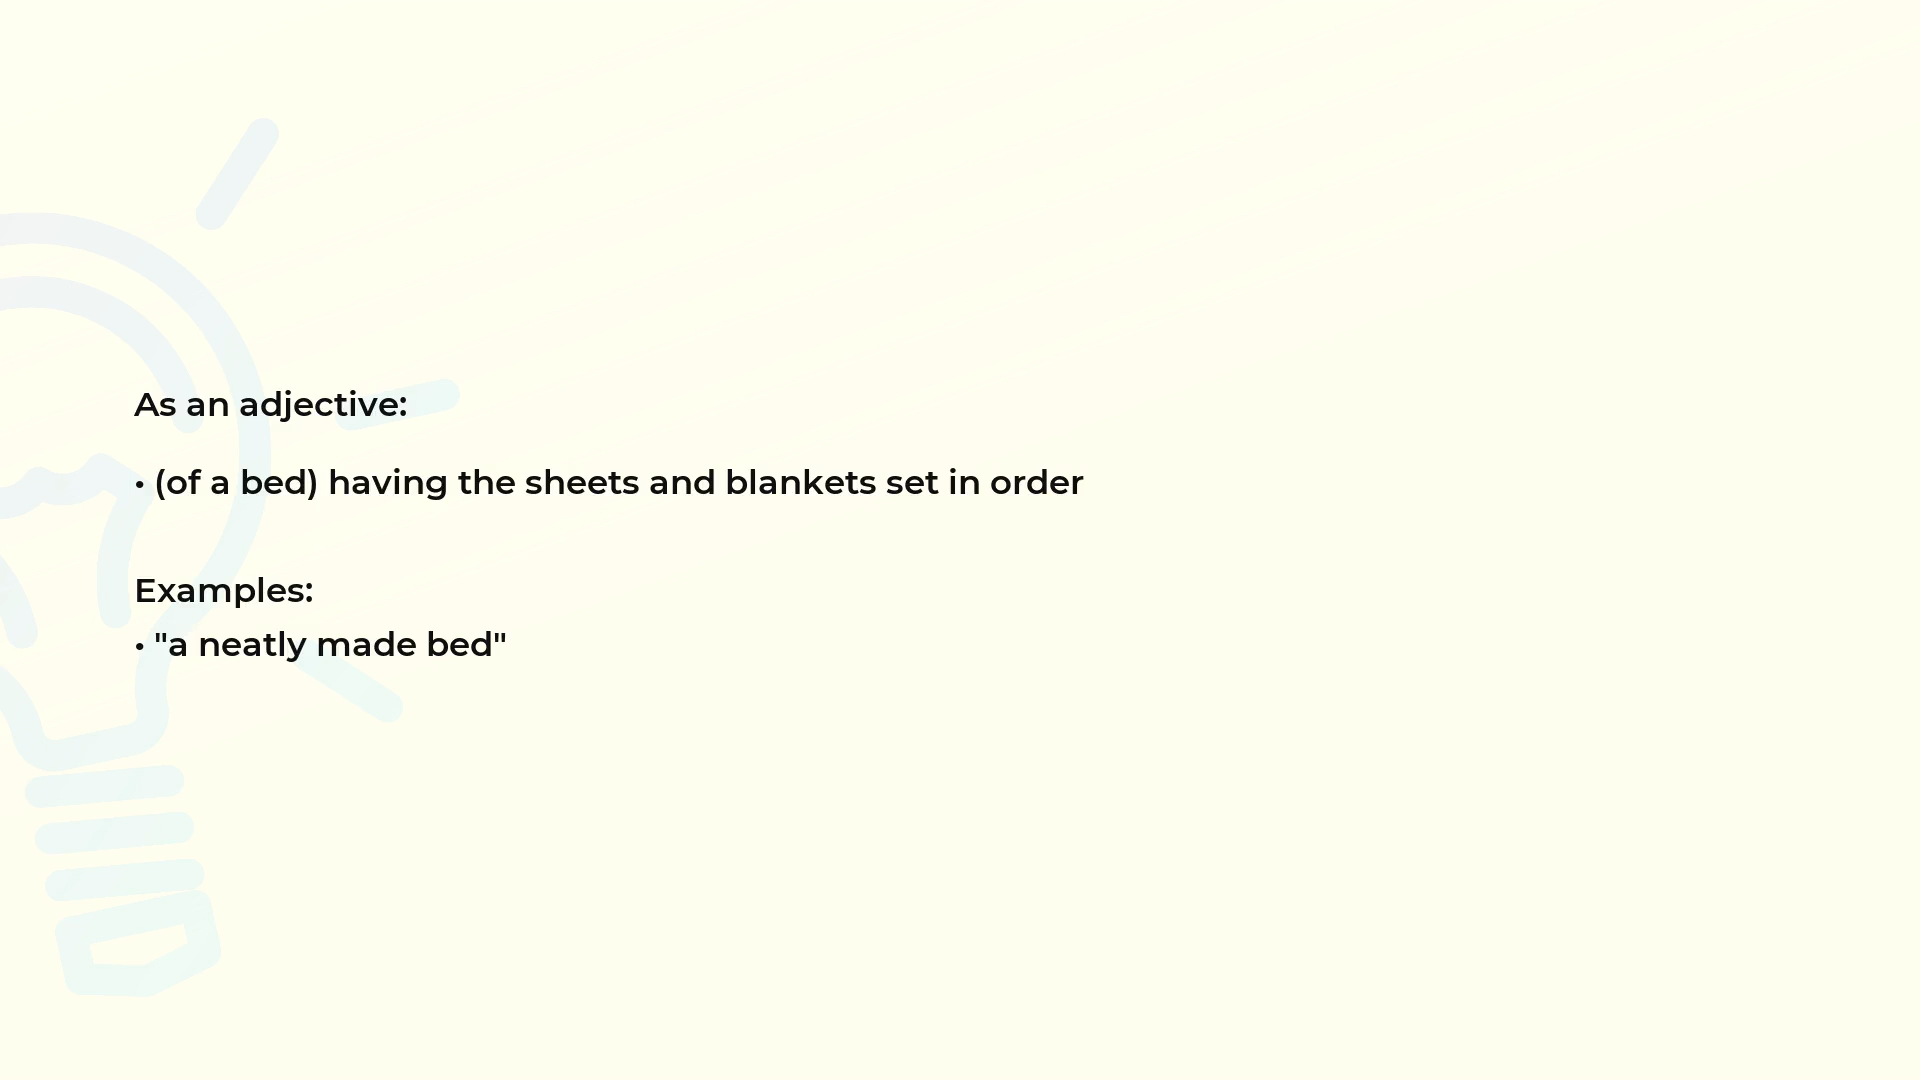 As an adjective:
• (of a bed) having the sheets and blankets set in order
Examples:
• "a neatly made bed"